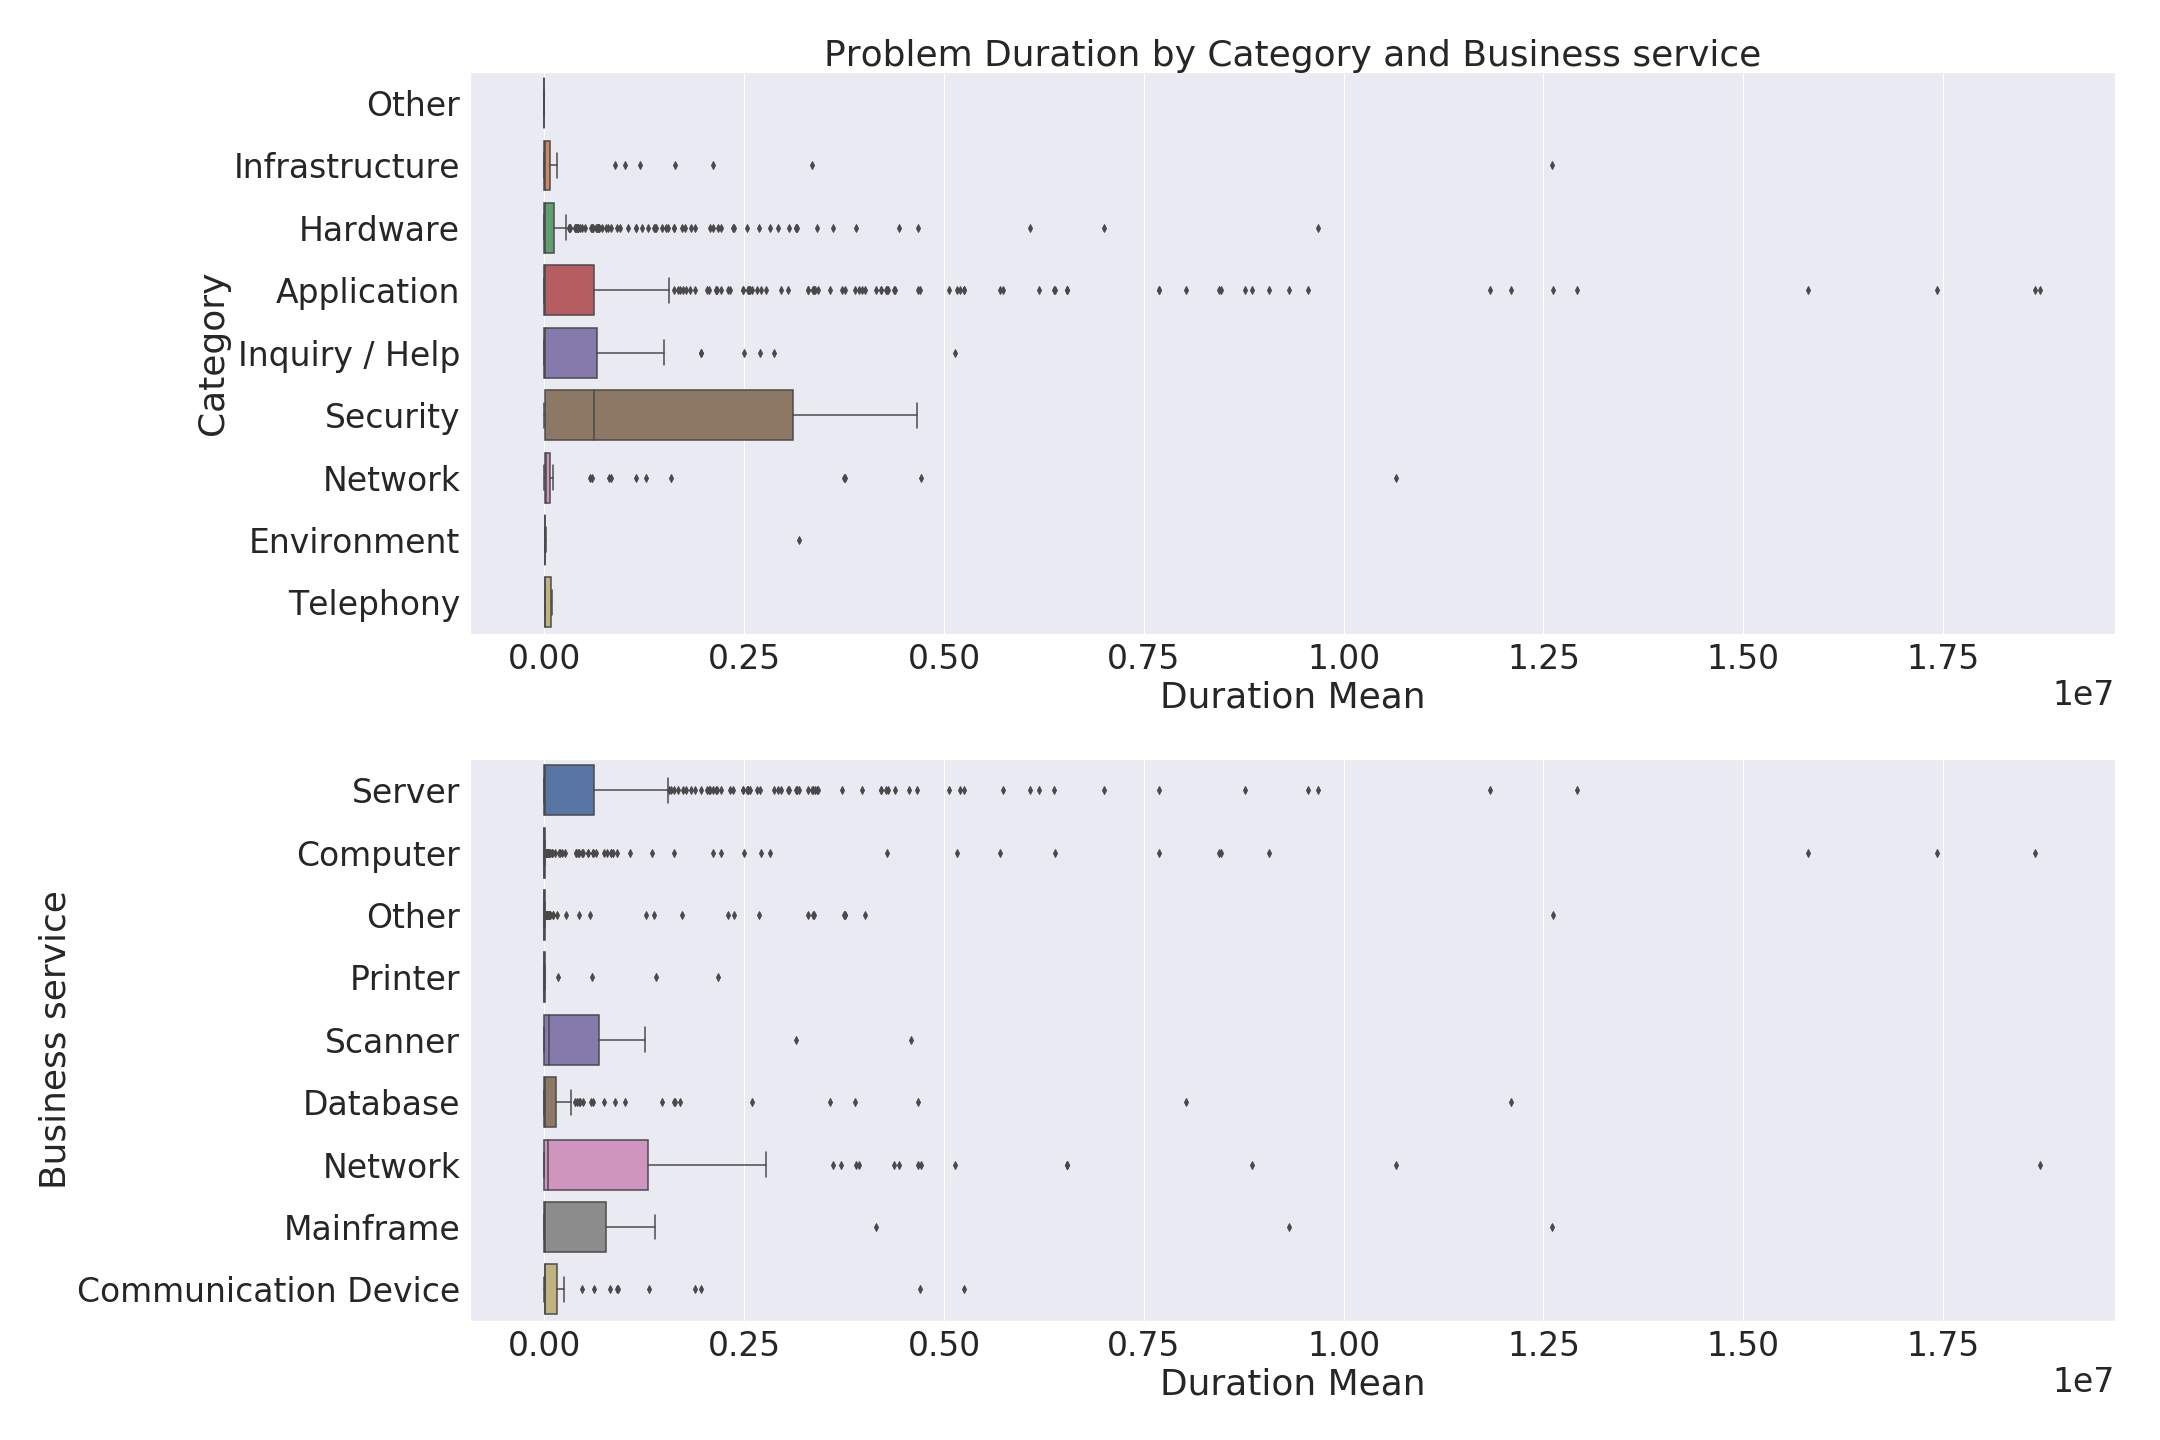 Problem Duration by Category and Business service
Category
Other
Infrastructure
Hardware
Application
Inquiry / Help
Security
Network
Environment
Telephony
0.00 0.25 0.50 0.75 1.00 1.25 1.50 1.75
Duration Mean
1e7
Business service
Server
Computer
Other
Printer
Scanner
Database
Network
Mainframe
Communication Device
0.00 0.25 0.50 0.75 1.00 1.25 1.50 1.75
Duration Mean
1e7